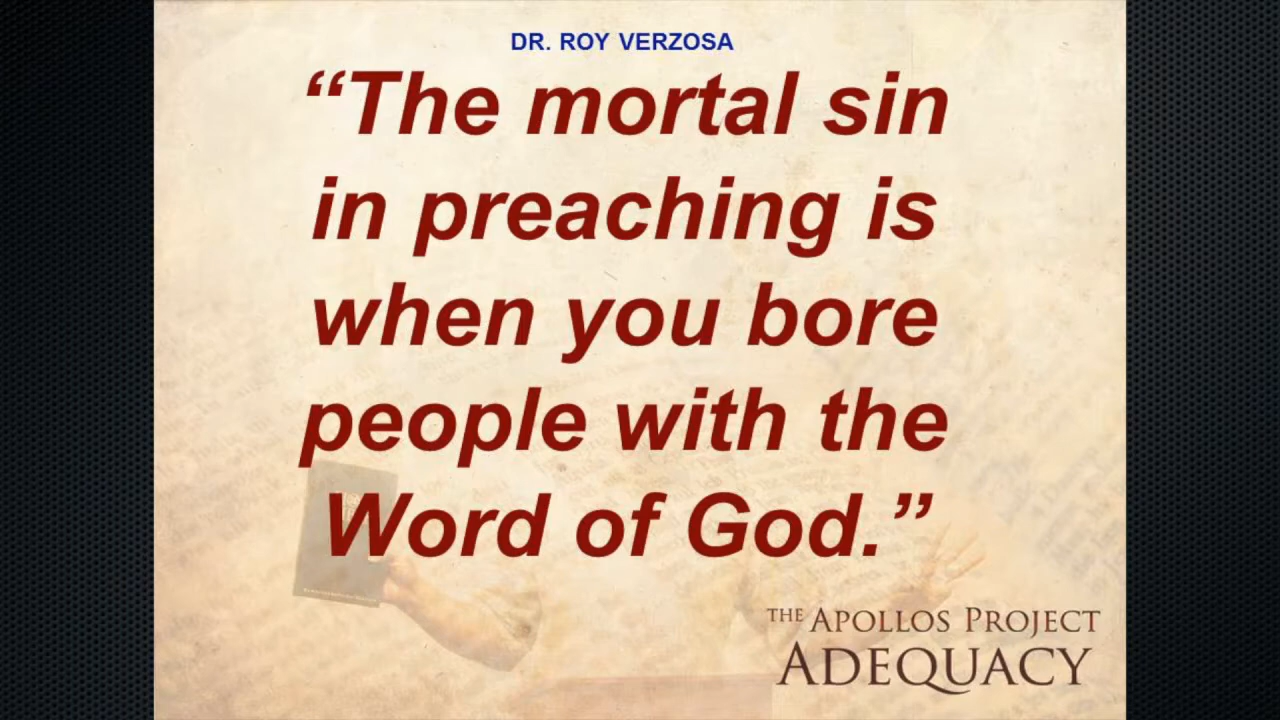 DR. ROY VERZOSA
“The mortal sin
in preaching is
when you bore
people with the
Word of God.”
THE APOLLOS PROJECT
ADEQUACY